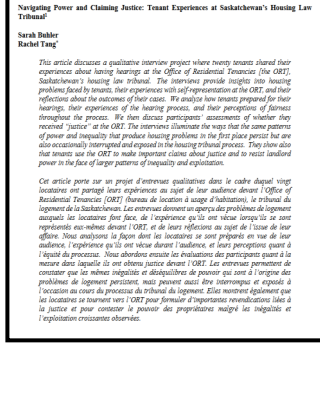 Navigating Power and Claiming Justice: Tenant Experiences at Saskatchewan's Housing Law
Tribunal¹
Sarah Buhler
Rachel Tang*
This article discusses a qualitative interview project where twenty tenants shared their
experiences about having hearings at the Office of Residential Tenancies [the ORT],
Saskatchewan's housing law tribunal. The interviews provide insights into housing
problems faced by tenants, their experiences with self-representation at the ORT, and their
reflections about the outcomes of their cases. We analyze how tenants prepared for their
hearings, their experiences of the hearing process, and their perceptions of fairness
throughout the process. We then discuss participants' assessments of whether they
received "justice" at the ORT. The interviews illuminate the ways that the same patterns
of power and inequality that produce housing problems in the first place persist but are
also occasionally interrupted and exposed in the housing tribunal process. They show also
that tenants use the ORT to make important claims about justice and to resist landlord
power in the face of larger patterns of inequality and exploitation.
Cet article porte sur un projet d'entrevues qualitatives dans le cadre duquel vingt
locataires ont partagé leurs expériences au sujet de leur audience devant l'Office of
Residential Tenancies [ORT] (bureau de location à usage d'habitation), le tribunal du
logement de la Saskatchewan. Les entrevues donnent un aperçu des problèmes de logement
auxquels les locataires font face, de l'expérience qu'ils ont vécue lorsqu'ils se sont
représentés eux-mêmes devant l'ORT, et de leurs réflexions au sujet de l'issue de leur
affaire. Nous analysons la façon dont les locataires se sont préparés en vue de leur
audience, l'expérience qu'ils ont vécue durant l'audience, et leurs perceptions quant à
l'équité du processus. Nous abordons ensuite les évaluations des participants quant à la
mesure dans laquelle ils ont obtenu justice devant l'ORT. Les entrevues permettent de
constater que les mêmes inégalités et déséquilibres de pouvoir qui sont à l'origine des
problèmes de logement persistent, mais peuvent aussi être interrompus et exposés à
l'occasion au cours du processus du tribunal du logement. Elles montrent également que
les locataires se tournent vers l'ORT pour formuler d'importantes revendications liées à
la justice et pour contester le pouvoir des propriétaires malgré les inégalités et
l'exploitation croissantes observées.